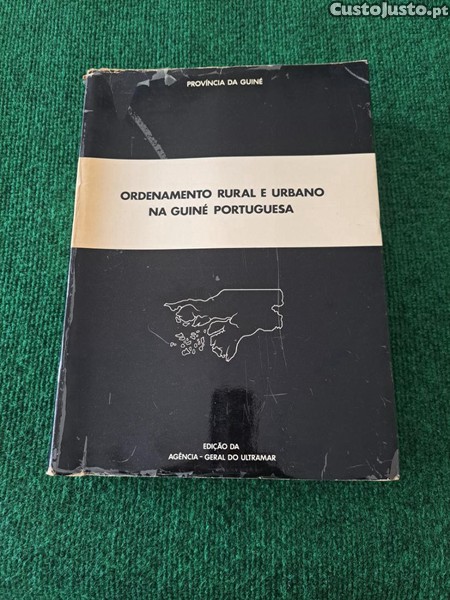 CustoJusto.pt
PROVÍNCIA DA GUINÉ
ORDENAMENTO RURAL E URBANO
NA GUINÉ PORTUGUESA
EDIÇÃO DA
AGÊNCIA - GERAL DO ULTRAMAR